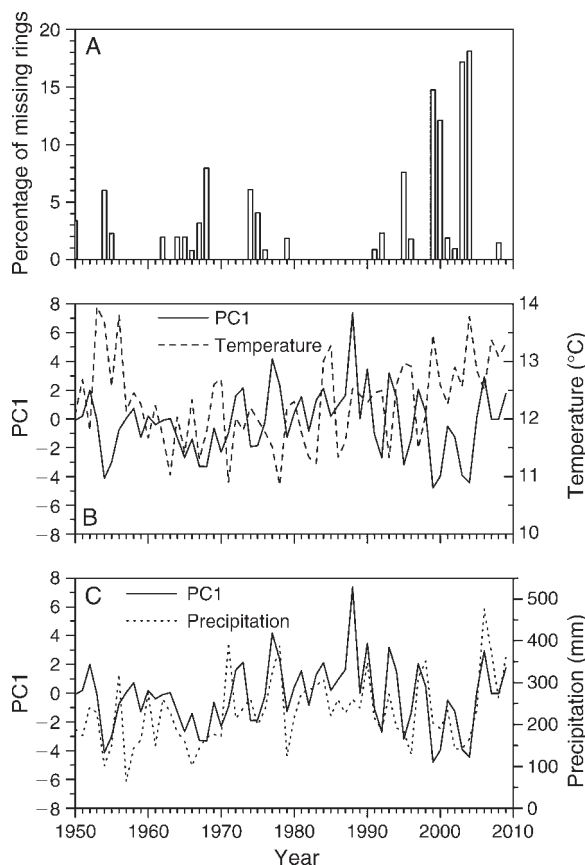 A
Percentage of missing rings
20
15
10
5
0
B
PC1
Temperature
PC1
8
6
4
2
0
−2
−4
−6
−8
Temperature (°C)
14
13
12
11
10
C
PC1
Precipitation
PC1
8
6
4
2
0
−2
−4
−6
−8
Precipitation (mm)
500
400
300
200
100
0
1950 1960 1970 1980 1990 2000 2010
Year